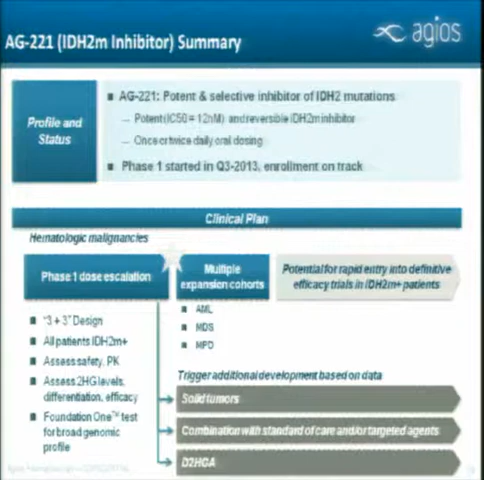 AG-221 (IDH2m Inhibitor) Summary
agios
Profile and
Status
■ AG-221: Potent & selective inhibitor of IDH2 mutations
— Potent (IC50 = 12nM) and reversible IDH2m inhibitor
— Once or twice daily oral dosing
■ Phase 1 started in Q3-2013, enrollment on track
Clinical Plan
Hematologic malignancies
Phase 1 dose escalation
Multiple
expansion cohorts
Potential for rapid entry into definitive
efficacy trials in IDH2m+ patients
■ "3 + 3" Design
■ All patients IDH2m+
■ Assess safety, PK
■ Assess 2HG levels,
differentiation, efficacy
■ Foundation One™ test
for broad genomic
profile
■ AML
■ MDS
■ MPD
Trigger additional development based on data
Solid tumors
Combination with standard of care and/or targeted agents
D2HGA